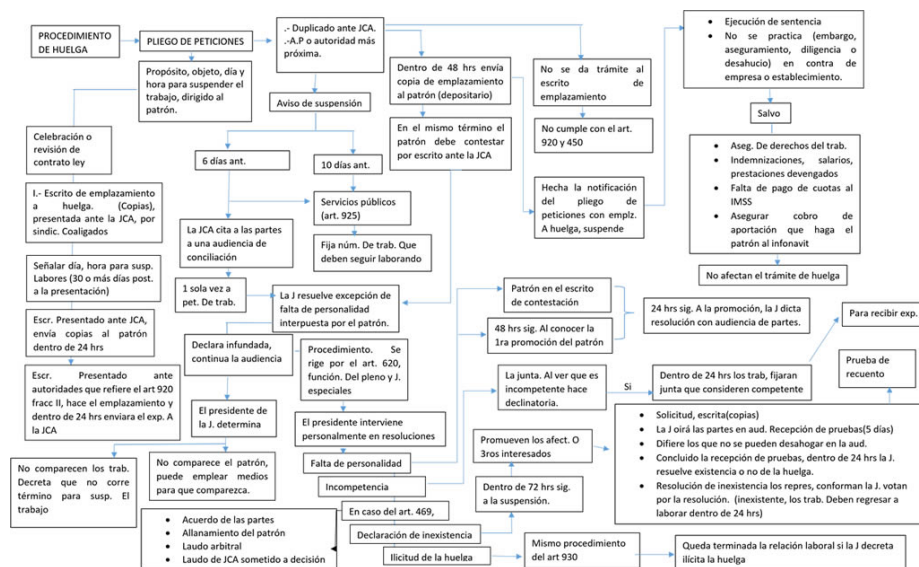 PROCEDIMIENTO
DE HUELGA
PLIEGO DE PETICIONES
.- Duplicado ante JCA.
.-A.P o autoridad más
próxima.
Propósito, objeto, día y
hora para suspender el
trabajo, dirigido al
patrón.
Aviso de suspensión
6 días ant.
10 días ant.
Servicios públicos
(art. 925)
Fija núm. De trab. Que
deben seguir laborando
La JCA cita a las partes
a una audiencia de
conciliación
1 sola vez a
pet. De trab.
Dentro de 48 hrs envía
copia de emplazamiento
al patrón (depositario)
En el mismo término el
patrón debe contestar
por escrito ante la JCA
No se da trámite al
escrito de
emplazamiento
No cumple con el art.
920 y 450
Hecha la notificación
del pliego de
peticiones con emplz.
A huelga, suspende
• Ejecución de sentencia
• No se practica (embargo,
aseguramiento, diligencia o
desahucio) en contra de
empresa o establecimiento.
Salvo
• Aseg. De derechos del trab.
• Indemnizaciones, salarios,
prestaciones devengados
• Falta de pago de cuotas al
IMSS
• Asegurar cobro de
aportación que haga el
patrón al infonavit
No afectan el trámite de huelga
Celebración o
revisión de
contrato ley
I.- Escrito de emplazamiento
a huelga. (Copias),
presentada ante la JCA, por
sindic. Coaligados
Señalar día, hora para susp.
Labores (30 o más días post.
a la presentación)
Escr. Presentado ante JCA,
envía copias al patrón
dentro de 24 hrs
Escr. Presentado ante
autoridades que refiere el art 920
fracc II, hace el emplazamiento y
dentro de 24 hrs enviara el exp. A
la JCA
La J resuelve excepción de
falta de personalidad
interpuesta por el patrón.
Declara infundada,
continua la audiencia
El presidente de
la J. determina
No comparecen los trab.
Decreta que no corre
término para susp. El
trabajo
No comparece el patrón,
puede emplear medios
para que comparezca.
Procedimiento. Se
rige por el art. 620,
función. Del pleno y J.
especiales
El presidente interviene
personalmente en resoluciones
Falta de personalidad
Patrón en el escrito
de contestación
48 hrs sig. Al conocer la
1ra promoción del patrón
24 hrs sig. A la promoción, la J dicta
resolución con audiencia de partes.
Incompetencia
La junta. Al ver que es
incompetente hace
declinatoria.
Si
Dentro de 24 hrs los trab, fijaran
junta que consideren competente
Para recibir exp.
En caso del art. 469,
• Acuerdo de las partes
• Allanamiento del patrón
• Laudo arbitral
• Laudo de JCA sometido a decisión
Declaración de inexistencia
Dentro de 72 hrs sig.
a la suspensión.
Promueven los afect. O
3ros interesados
• Solicitud, escrita(copias)
• La J oirá las partes en aud. Recepción de pruebas(5 días)
• Difiere los que no se pueden desahogar en la aud.
• Concluido la recepción de pruebas, dentro de 24 hrs la J.
resuelve existencia o no de la huelga.
• Resolución de inexistencia los repres, conforman la J. votan
por la resolución. (inexistente, los trab. Deben regresar a
laborar dentro de 24 hrs)
Prueba de
recuento
Ilicitud de la huelza
Mismo procedimiento
del art 930
Queda terminada la relación laboral si la J decreta
ilícita la huelga